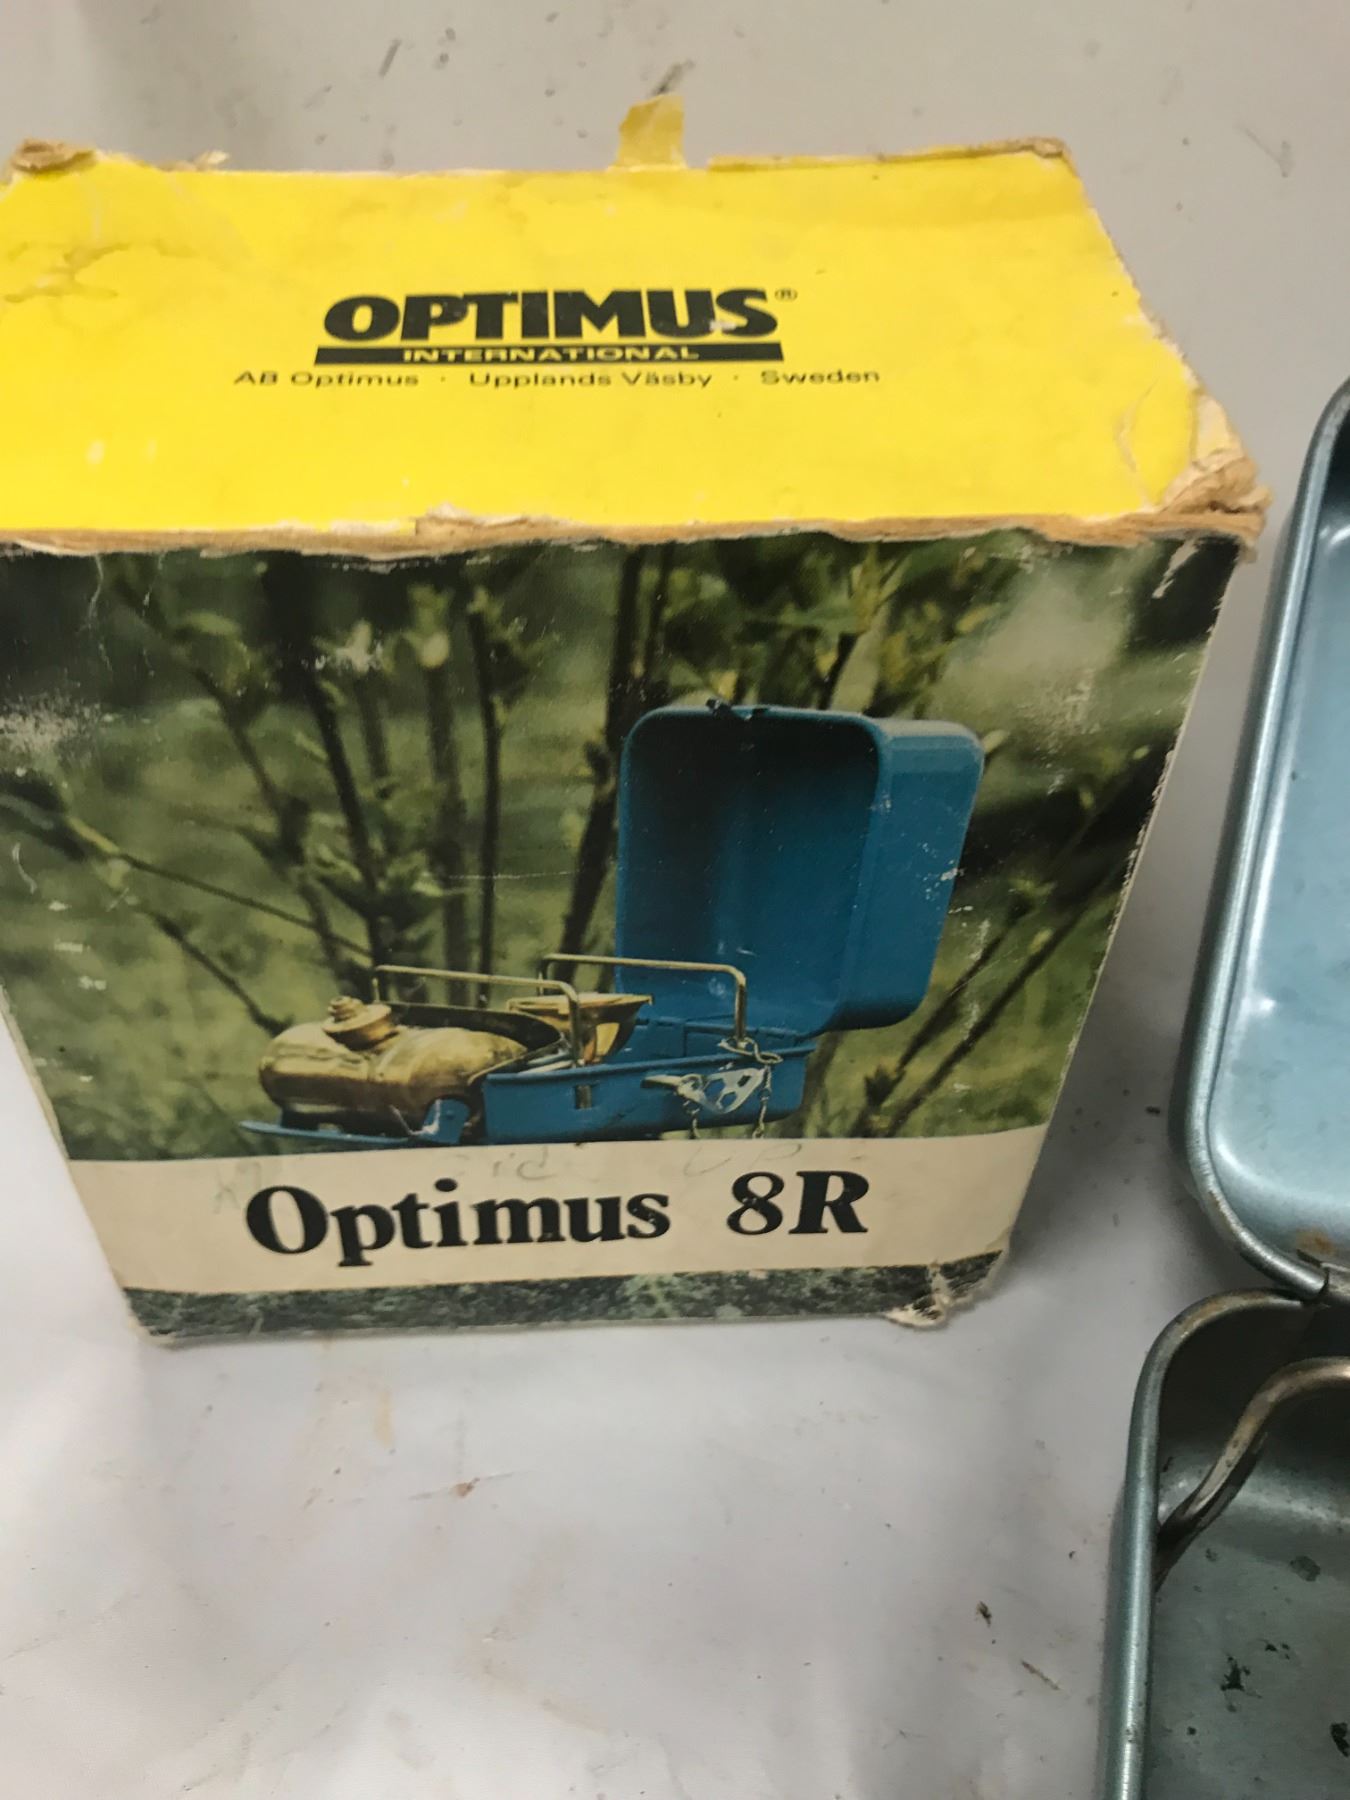 OPTIMUS®
INTERNATIONAL
AB Optimus · Upplands Väsby · Sweden
Optimus 8R